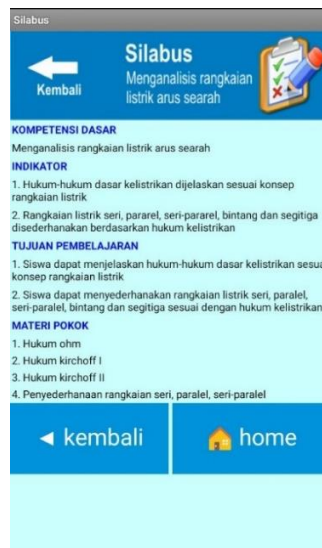 Silabus
Kembali
Silabus
Menganalisis rangkaian
listrik arus searah
KOMPETENSI DASAR
Menganalisis rangkaian listrik arus searah
INDIKATOR
1. Hukum-hukum dasar kelistrikan dijelaskan sesuai konsep
rangkaian listrik
2. Rangkaian listrik seri, pararel, seri-pararel, bintang dan segitiga
disederhanakan berdasarkan hukum kelistrikan
TUJUAN PEMBELAJARAN
1. Siswa dapat menjelaskan hukum-hukum dasar kelistrikan sesua
konsep rangkaian listrik
2. Siswa dapat menyederhanakan rangkaian listrik seri, paralel,
seri-paralel, bintang dan segitiga sesuai dengan hukum kelistrikan
MATERI POKOK
1. Hukum ohm
2. Hukum kirchoff I
3. Hukum kirchoff II
4. Penyederhanaan rangkaian seri, paralel, seri-paralel
kembali
home